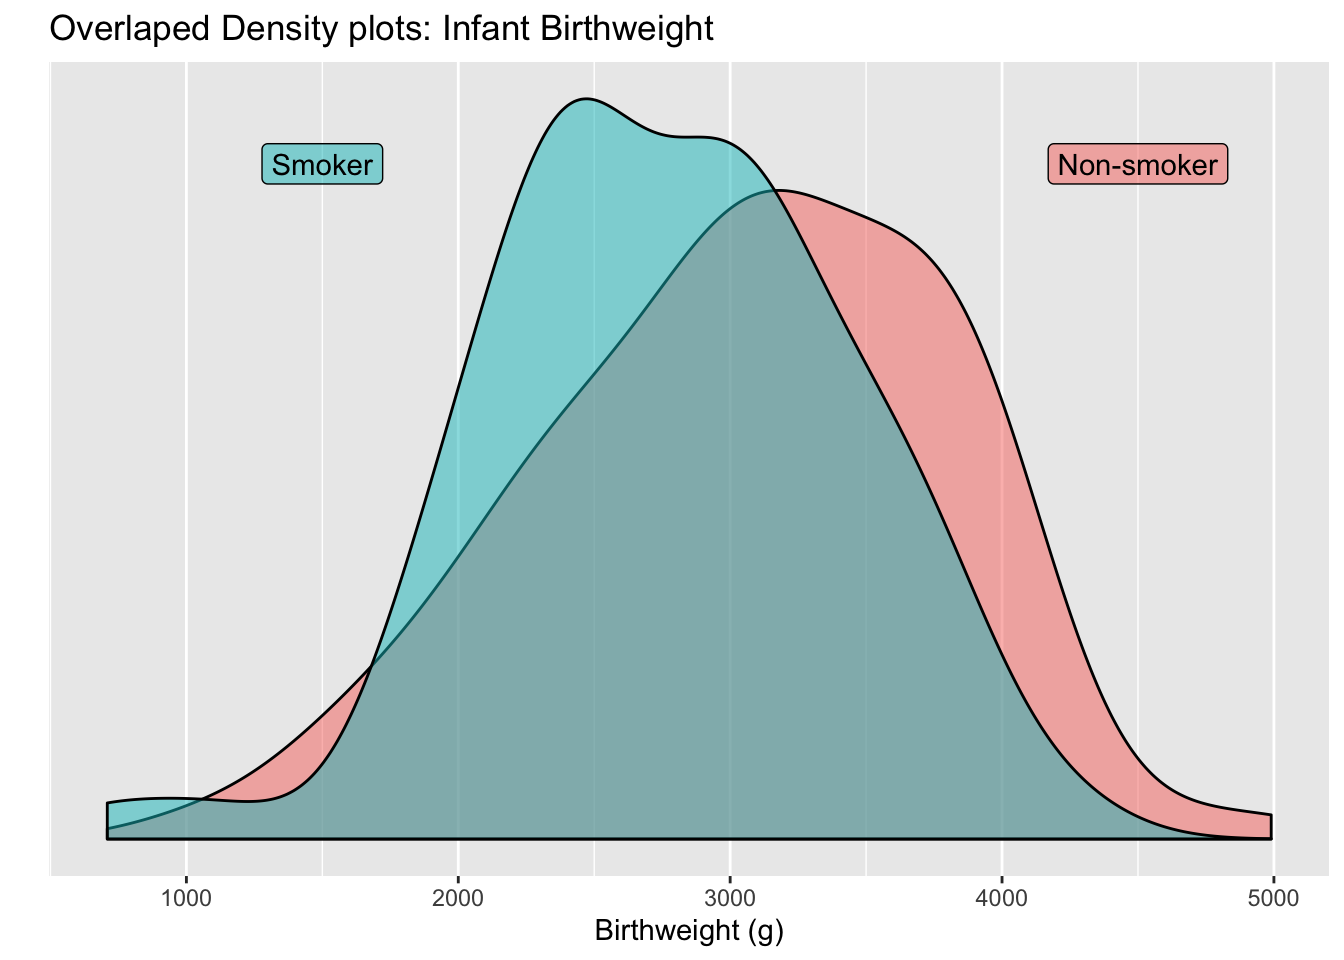 Overlaped Density plots: Infant Birthweight
Smoker
Non-smoker
1000 2000 3000 4000 5000
Birthweight (g)